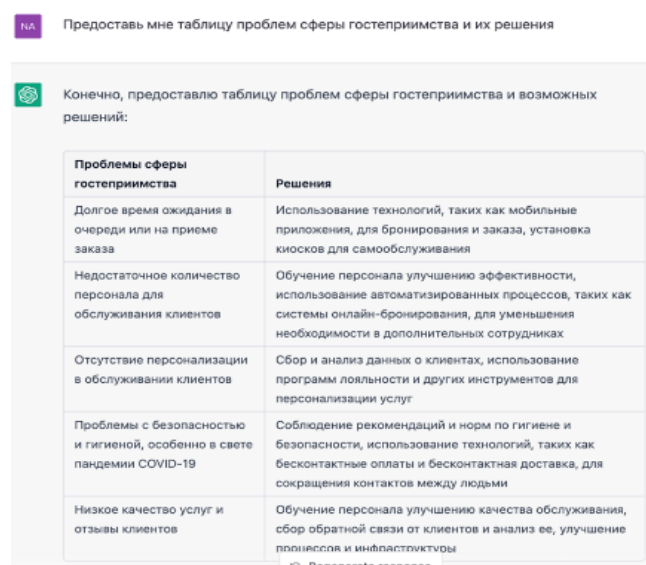 NA
Предоставь мне таблицу проблем сферы гостеприимства и их решения
Конечно, предоставлю таблицу проблем сферы гостеприимства и возможных
решений:
Проблемы сферы
гостеприимства
Решения
Долгое время ожидания в
очереди или на приеме
заказа
Использование технологий, таких как мобильные
приложения, для бронирования и заказа, установка
киосков для самообслуживания
Недостаточное количество
персонала для
обслуживания клиентов
Обучение персонала улучшению эффективности,
использование автоматизированных процессов, таких как
системы онлайн-бронирования, для уменьшения
необходимости в дополнительных сотрудниках
Отсутствие персонализации
в обслуживании клиентов
Сбор и анализ данных о клиентах, использование
программ лояльности и других инструментов для
персонализации услуг
Проблемы с безопасностью
и гигиеной, особенно в свете
пандемии COVID-19
Соблюдение рекомендаций и норм по гигиене и
безопасности, использование технологий, таких как
бесконтактные оплаты и бесконтактная доставка, для
сокращения контактов между людьми
Низкое качество услуг и
отзывы клиентов
Обучение персонала улучшению качества обслуживания,
сбор обратной связи от клиентов и анализ ее, улучшение
процессов и инфраструктуры
Regenerate response